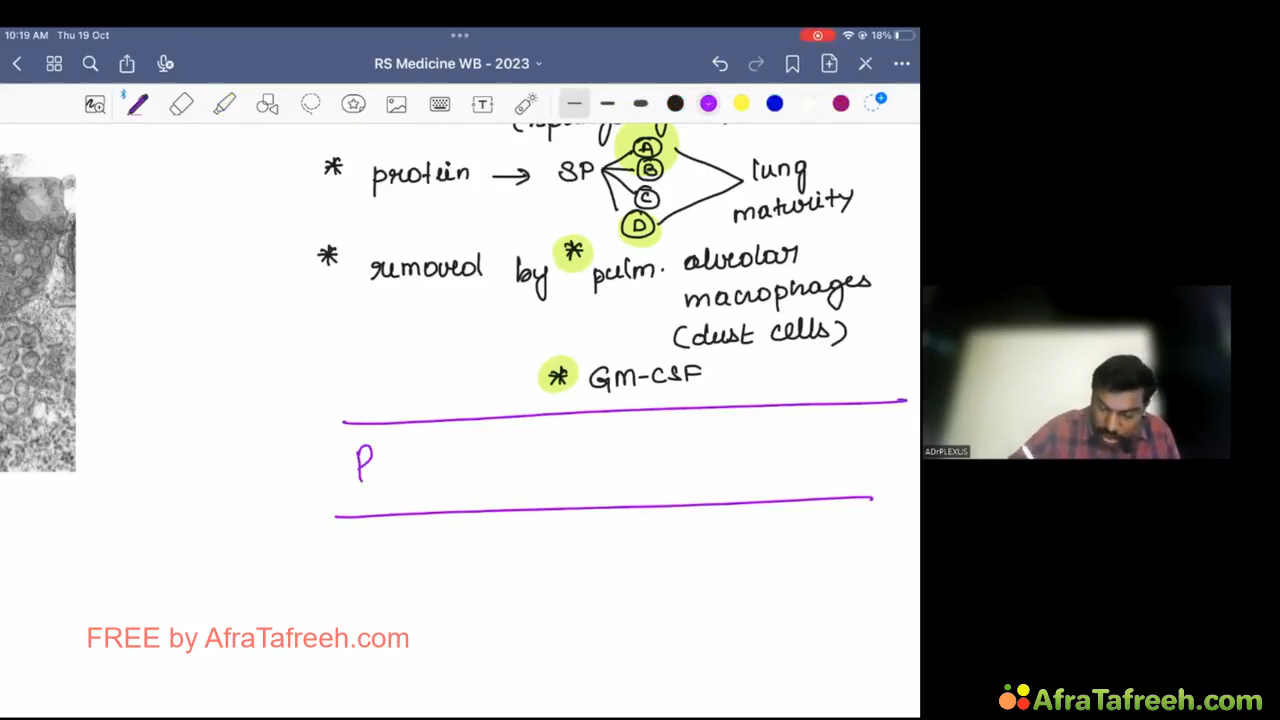 10:19 AM Thu 19 Oct
18%
RS Medicine WB - 2023
* protein → SP
A
B
C
D
lung
maturity
* removed by * pulm. alveolar
macrophages
(dust cells)
* GM-CSF
P
ADrPLEXUS
FREE by AfraTafreeh.com
AfraTafreeh.com